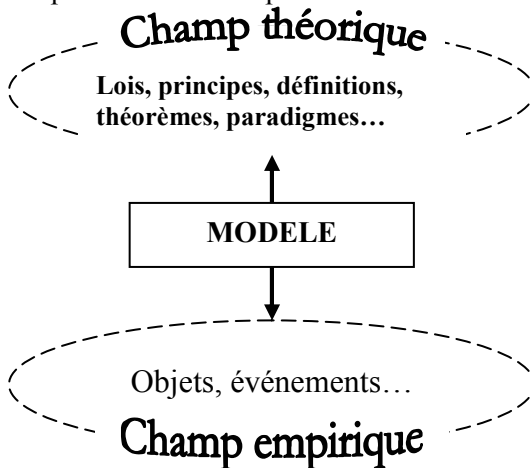 Champ théorique
Lois, principes, définitions,
théorèmes, paradigmes…
MODELE
Objets, événements…
Champ empirique